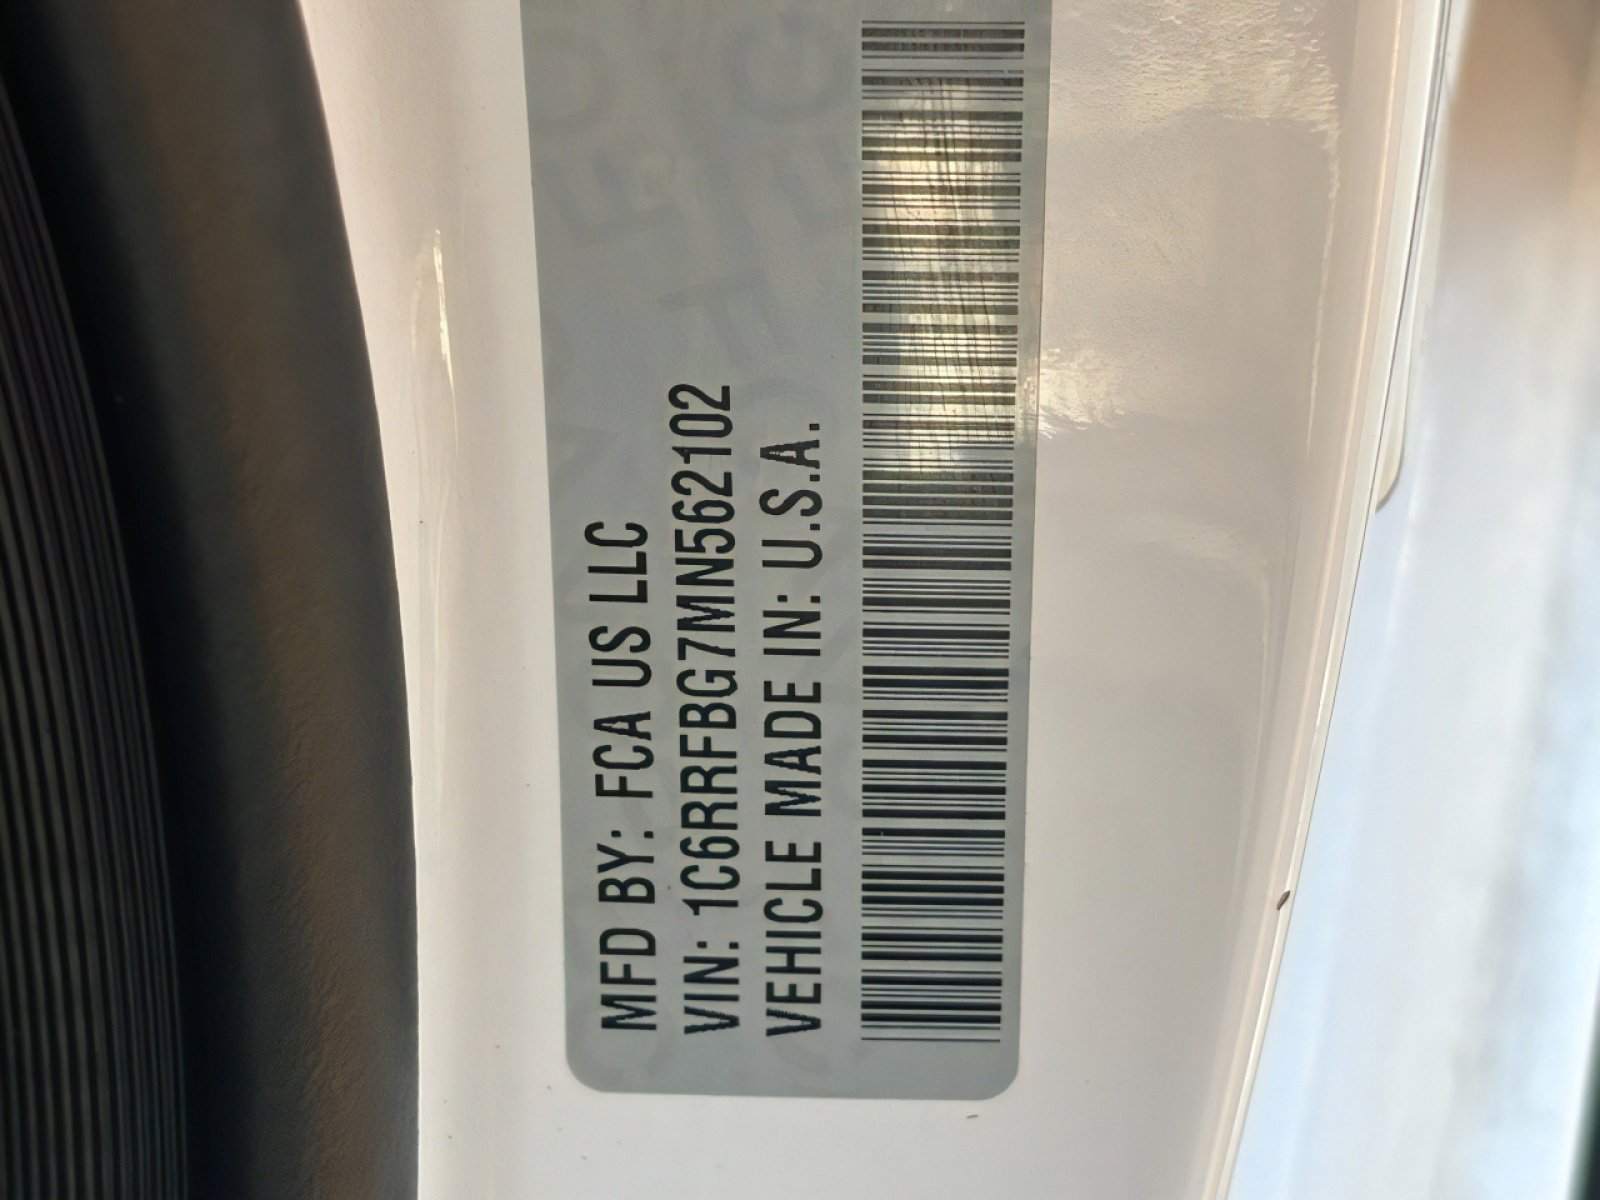 MFD BY: FCA US LLC
VIN: 1C6RRFBG7MN562102
VEHICLE MADE IN: U.S.A.